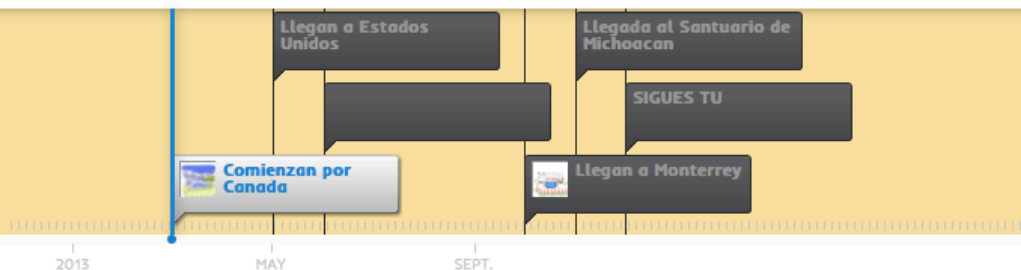 Llegan a Estados
Unidos
Llegada al Santuario de
Michoacan
SIGUES TU
Comienzan por
Canada
Llegan a Monterrey
2013
MAY
SEPT.